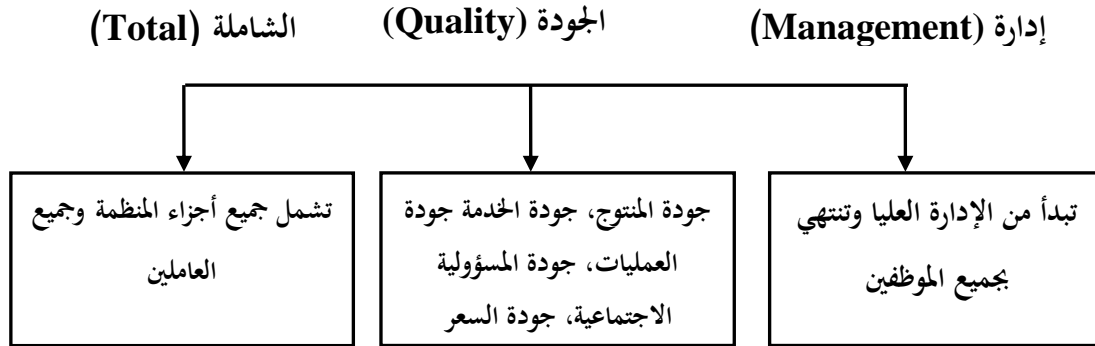 إدارة (Management) الجودة (Quality) الشاملة (Total)
تبدأ من الإدارة العليا وتنتهي
بجميع الموظفين
جودة المنتوج، جودة الخدمة جودة
العمليات، جودة المسؤولية
الاجتماعية، جودة السعر
تشمل جميع أجزاء المنظمة وجميع
العاملين